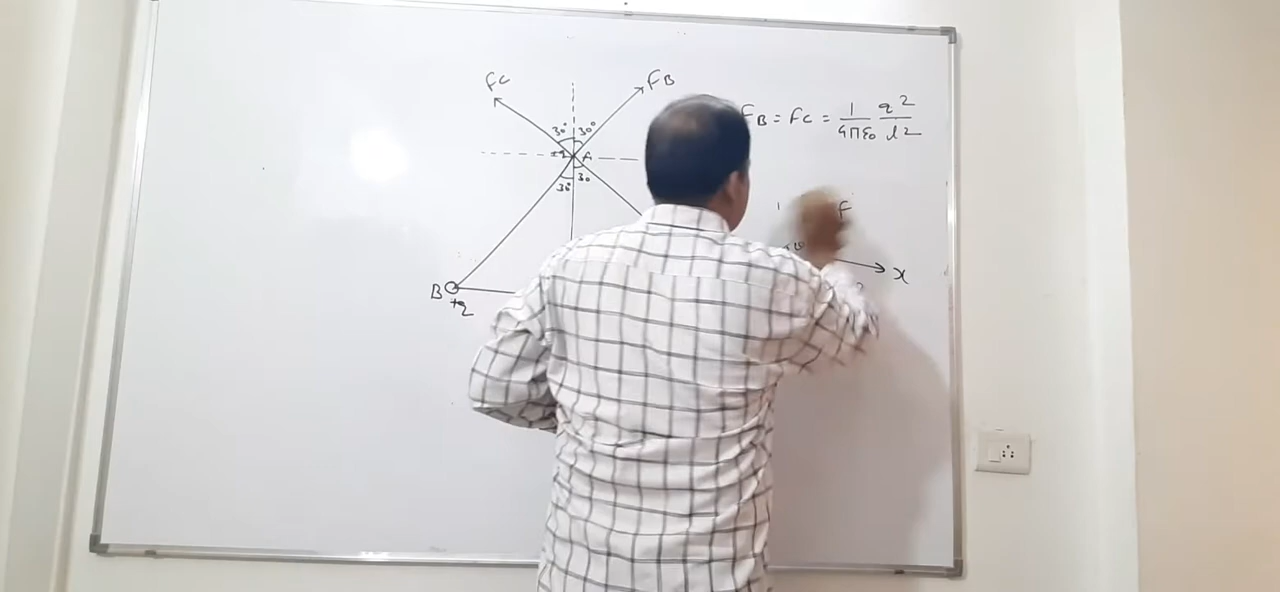 FC FB
30° 30°
+q A
30° 30
B
+q
FB = FC = 1/4πε₀ q²/l²
F
x